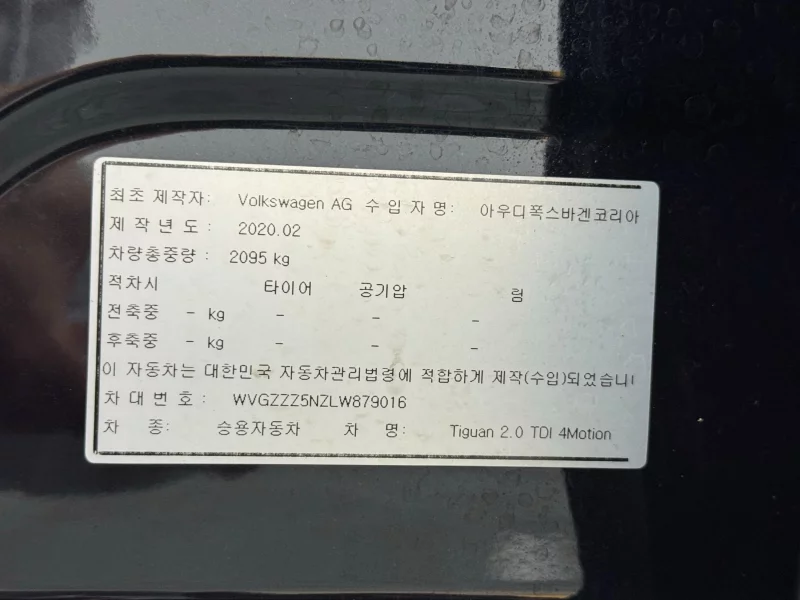 최초 제작자: Volkswagen AG 수 입 자 명: 아우디폭스바겐코리아
제 작 년 도 : 2020.02
차량총중량 : 2095 kg
적차시 타이어 공기압 림
전축중 - kg - - -
후축중 - kg - - -
이 자동차는 대한민국 자동차관리법령에 적합하게 제작(수입)되었습니
차 대 번 호 : WVGZZZ5NZLW879016
차 종: 승용자동차 차 명: Tiguan 2.0 TDI 4Motion